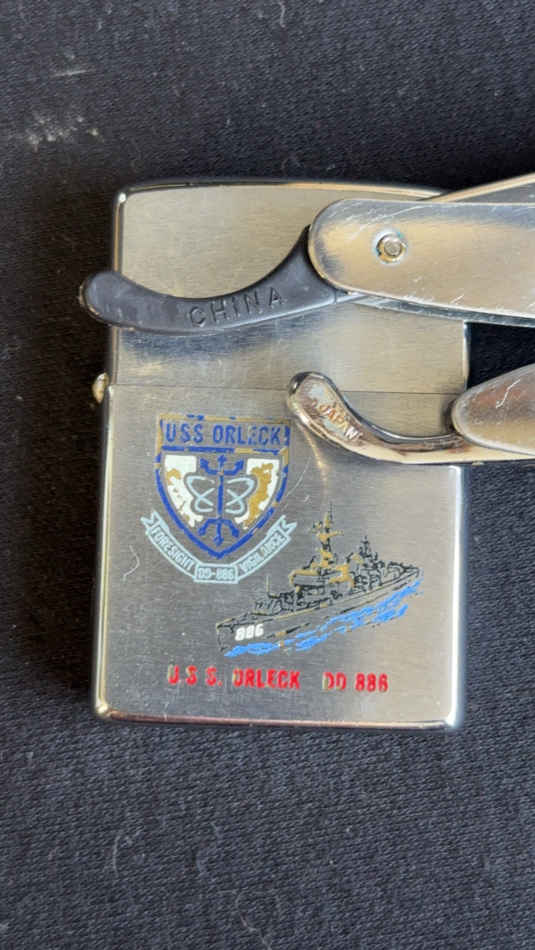 CHINA
JAPAN
USS ORLECK
FORESIGHT DD-886 VIGILANCE
886
U.S.S. ORLECK DD 886